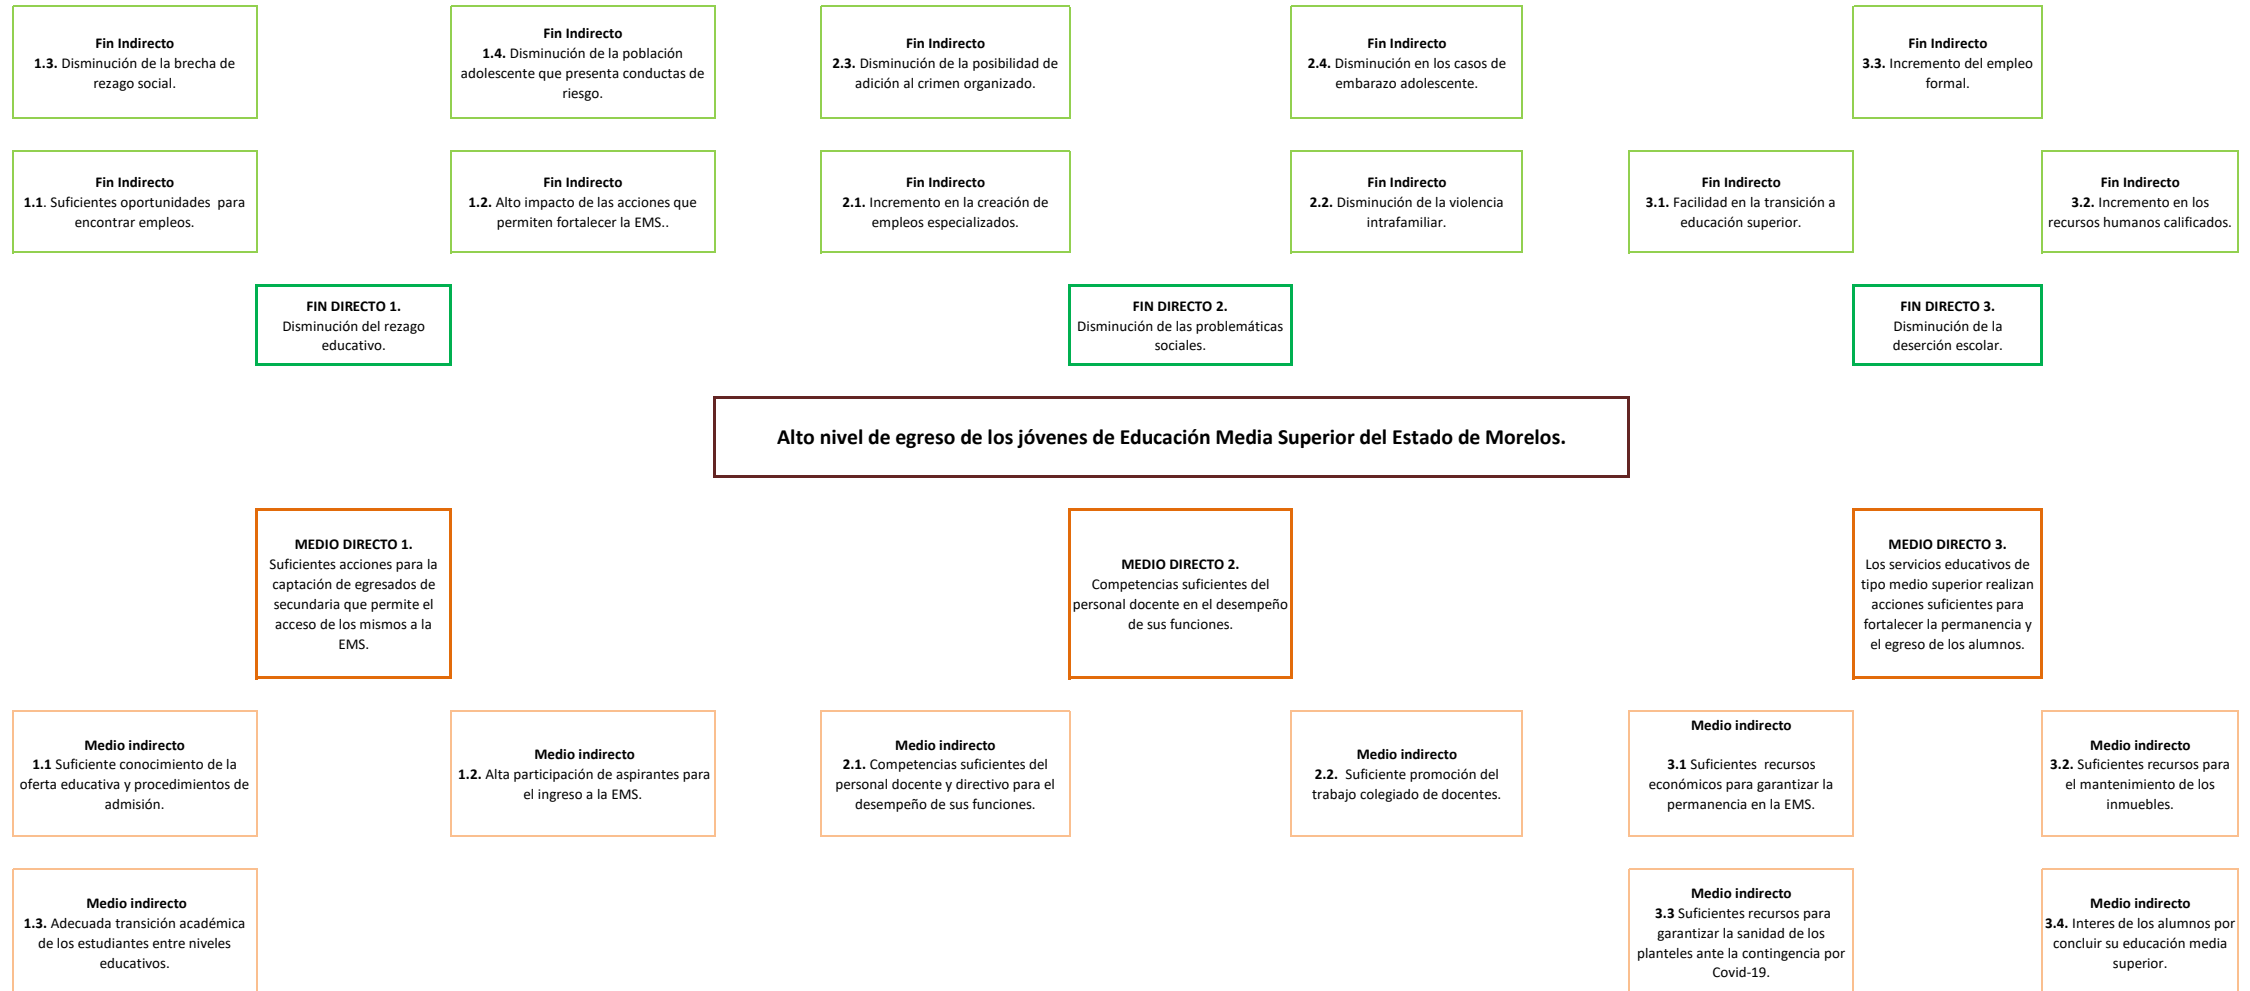 Fin Indirecto
1.3. Disminución de la brecha de
rezago social.
Fin Indirecto
1.4. Disminución de la población
adolescente que presenta conductas de
riesgo.
Fin Indirecto
2.3. Disminución de la posibilidad de
adición al crimen organizado.
Fin Indirecto
2.4. Disminución en los casos de
embarazo adolescente.
Fin Indirecto
3.3. Incremento del empleo
formal.
Fin Indirecto
1.1. Suficientes oportunidades  para
encontrar empleos.
Fin Indirecto
1.2. Alto impacto de las acciones que
permiten fortalecer la EMS..
Fin Indirecto
2.1. Incremento en la creación de
empleos especializados.
Fin Indirecto
2.2. Disminución de la violencia
intrafamiliar.
Fin Indirecto
3.1. Facilidad en la transición a
educación superior.
Fin Indirecto
3.2. Incremento en los
recursos humanos calificados.
FIN DIRECTO 1.
Disminución del rezago
educativo.
FIN DIRECTO 2.
Disminución de las problemáticas
sociales.
FIN DIRECTO 3.
Disminución de la
deserción escolar.
Alto nivel de egreso de los jóvenes de Educación Media Superior del Estado de Morelos.
MEDIO DIRECTO 1.
Suficientes acciones para la
captación de egresados de
secundaria que permite el
acceso de los mismos a la
EMS.
MEDIO DIRECTO 2.
Competencias suficientes del
personal docente en el desempeño
de sus funciones.
MEDIO DIRECTO 3.
Los servicios educativos de
tipo medio superior realizan
acciones suficientes para
fortalecer la permanencia y
el egreso de los alumnos.
Medio indirecto
1.1 Suficiente conocimiento de la
oferta educativa y procedimientos de
admisión.
Medio indirecto
1.2. Alta participación de aspirantes para
el ingreso a la EMS.
Medio indirecto
2.1. Competencias suficientes del
personal docente y directivo para el
desempeño de sus funciones.
Medio indirecto
2.2.  Suficiente promoción del
trabajo colegiado de docentes.
Medio indirecto
3.1 Suficientes  recursos
económicos para garantizar la
permanencia en la EMS.
Medio indirecto
3.2. Suficientes recursos para
el mantenimiento de los
inmuebles.
Medio indirecto
1.3. Adecuada transición académica
de los estudiantes entre niveles
educativos.
Medio indirecto
3.3 Suficientes recursos para
garantizar la sanidad de los
planteles ante la contingencia por
Covid-19.
Medio indirecto
3.4. Interes de los alumnos por
concluir su educación media
superior.